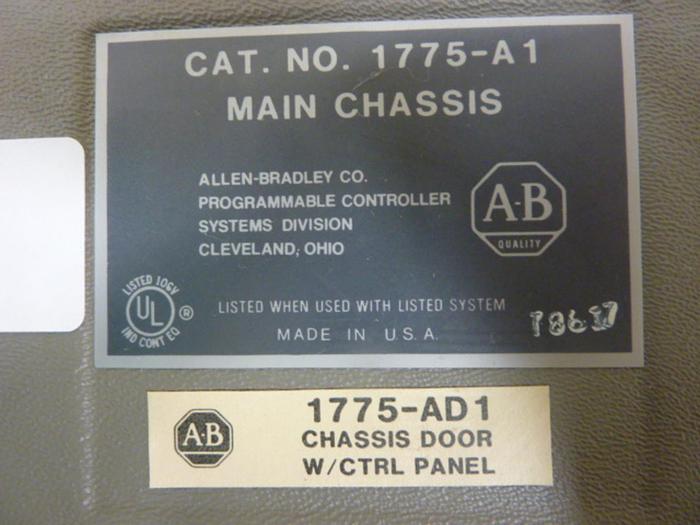 CAT. NO. 1775-A1
MAIN CHASSIS
ALLEN-BRADLEY CO.
PROGRAMMABLE CONTROLLER
SYSTEMS DIVISION
CLEVELAND, OHIO
A-B
QUALITY
LISTED 106Y
UL ®
IND CONT EQ
LISTED WHEN USED WITH LISTED SYSTEM
MADE IN U.S.A.
A-B
1775-AD1
CHASSIS DOOR
W/CTRL PANEL